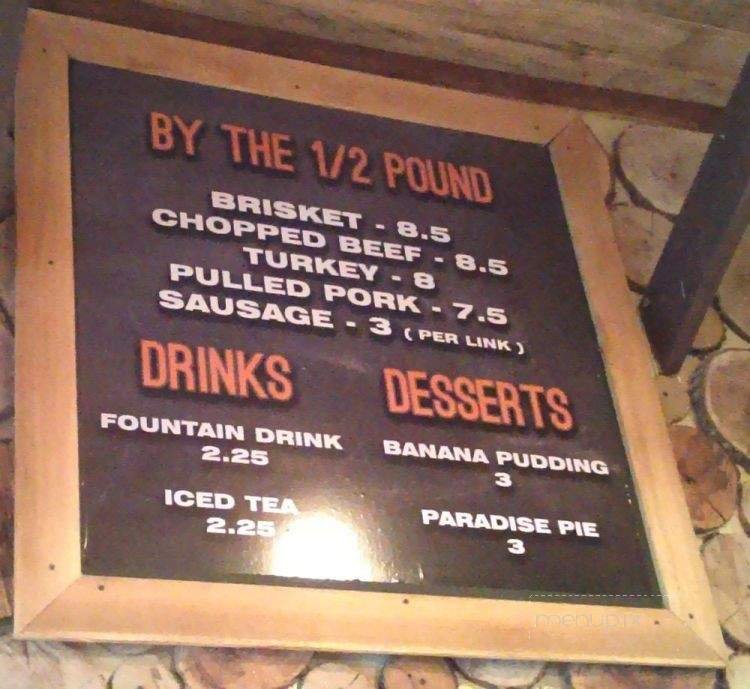 BY THE 1/2 POUND
BRISKET - 8.5
CHOPPED BEEF - 8.5
TURKEY - 8
PULLED PORK - 7.5
SAUSAGE - 3 ( PER LINK )
DRINKS
FOUNTAIN DRINK
2.25
ICED TEA
2.25
DESSERTS
BANANA PUDDING
3
PARADISE PIE
3